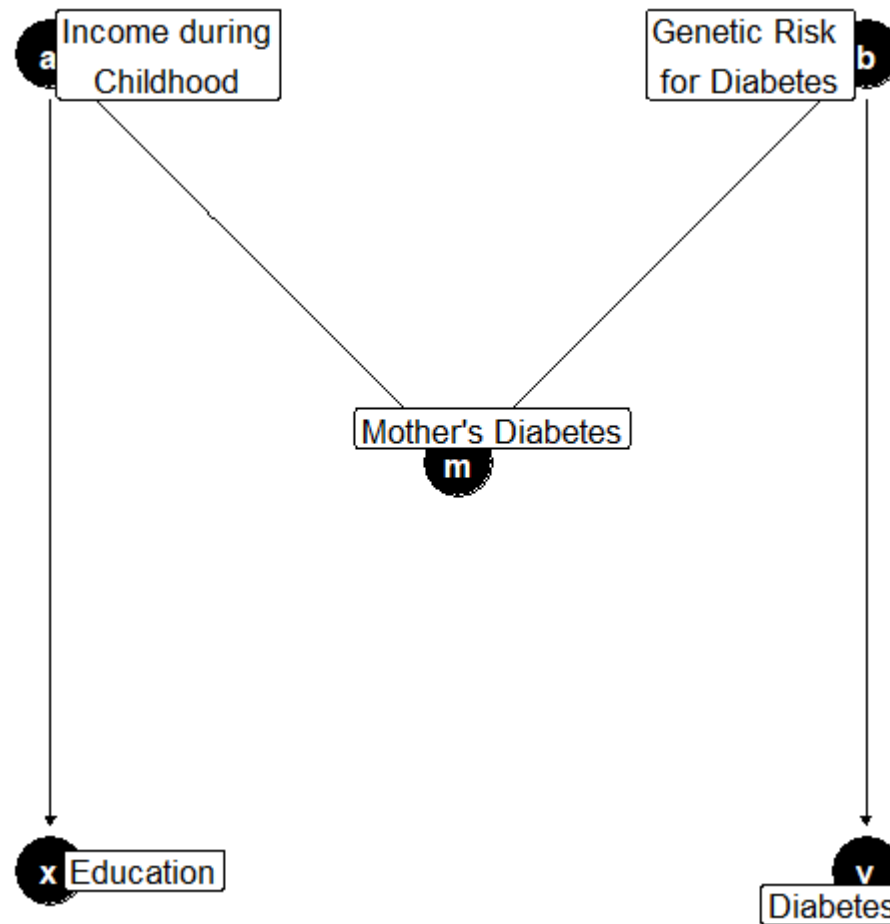 a
Income during
Childhood
Genetic Risk
for Diabetes
b
Mother's Diabetes
m
x
Education
y
Diabetes